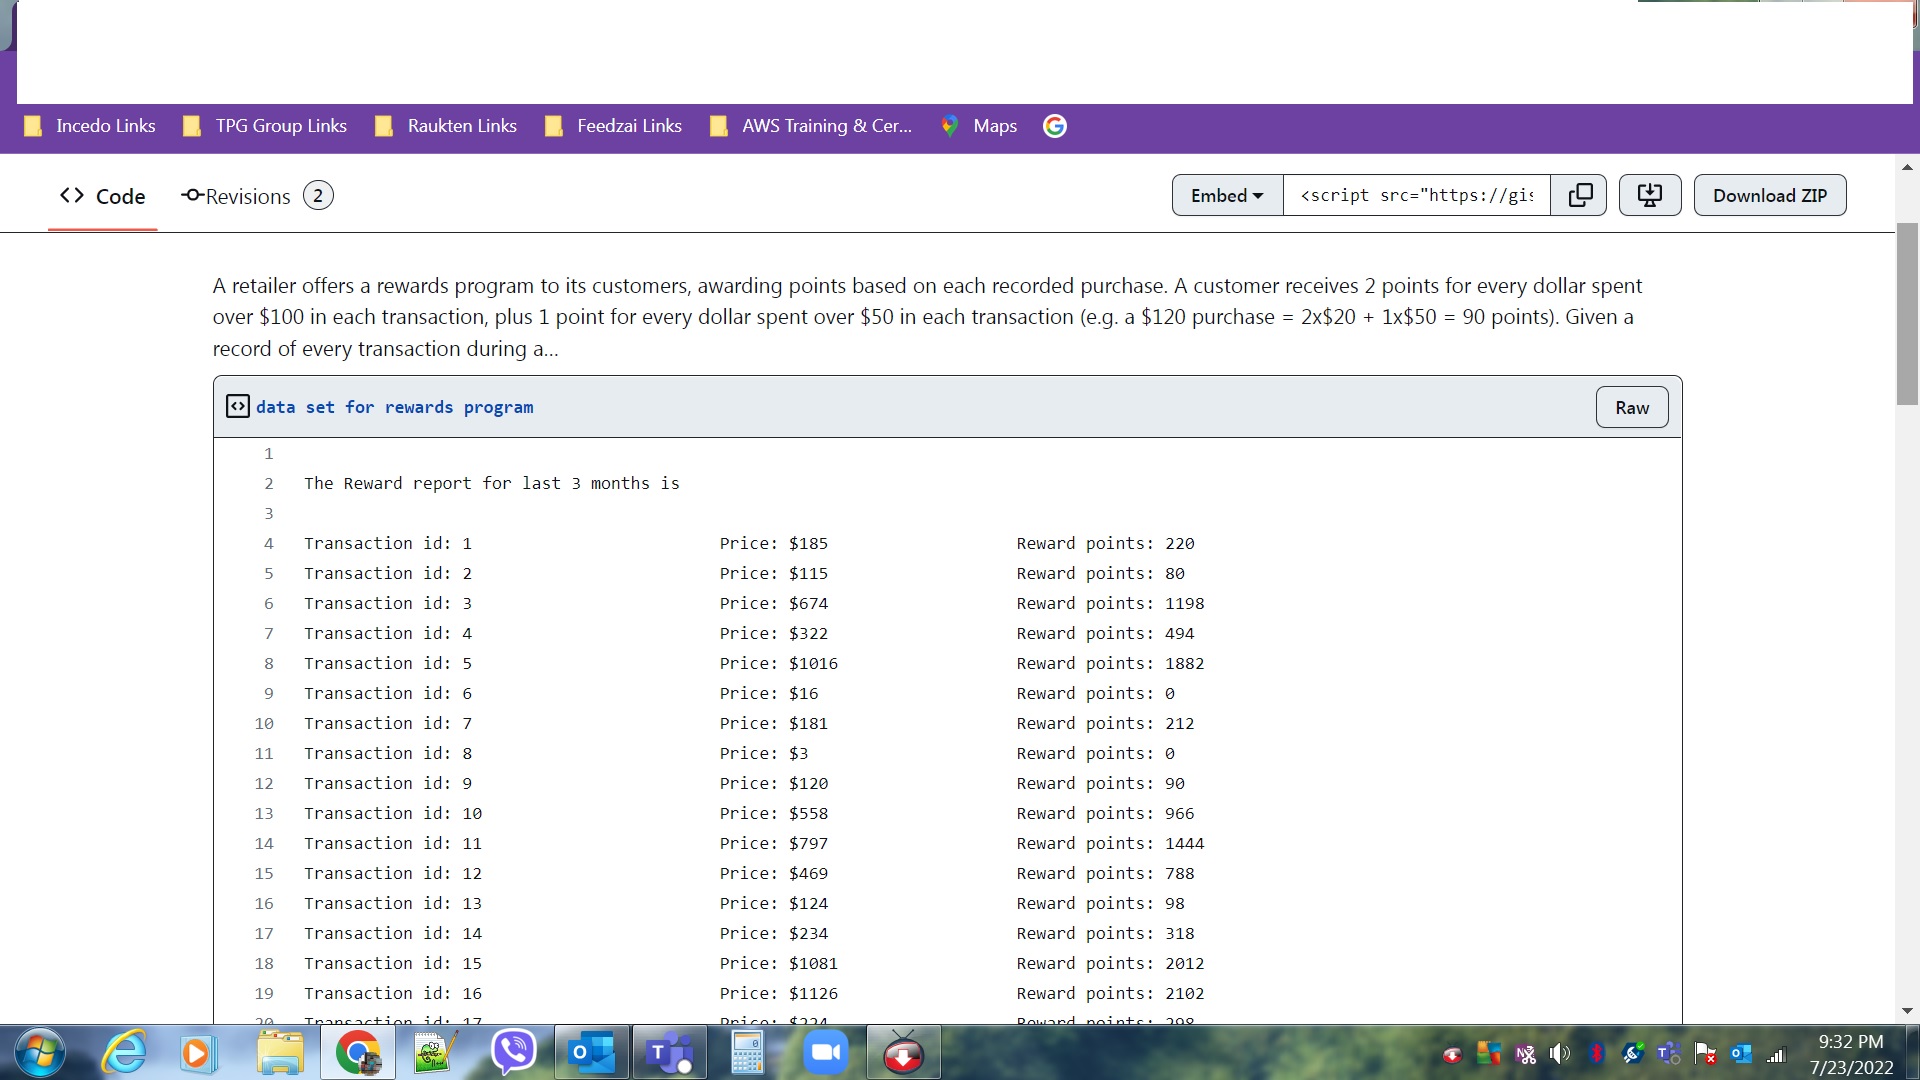 Incedo Links TPG Group Links Raukten Links Feedzai Links AWS Training & Cer... Maps
Code Revisions 2 Embed <script src="https://gis Download ZIP
A retailer offers a rewards program to its customers, awarding points based on each recorded purchase. A customer receives 2 points for every dollar spent
over $100 in each transaction, plus 1 point for every dollar spent over $50 in each transaction (e.g. a $120 purchase = 2x$20 + 1x$50 = 90 points). Given a
record of every transaction during a...
data set for rewards program Raw
1
2 The Reward report for last 3 months is
3
4 Transaction id: 1 Price: $185 Reward points: 220
5 Transaction id: 2 Price: $115 Reward points: 80
6 Transaction id: 3 Price: $674 Reward points: 1198
7 Transaction id: 4 Price: $322 Reward points: 494
8 Transaction id: 5 Price: $1016 Reward points: 1882
9 Transaction id: 6 Price: $16 Reward points: 0
10 Transaction id: 7 Price: $181 Reward points: 212
11 Transaction id: 8 Price: $3 Reward points: 0
12 Transaction id: 9 Price: $120 Reward points: 90
13 Transaction id: 10 Price: $558 Reward points: 966
14 Transaction id: 11 Price: $797 Reward points: 1444
15 Transaction id: 12 Price: $469 Reward points: 788
16 Transaction id: 13 Price: $124 Reward points: 98
17 Transaction id: 14 Price: $234 Reward points: 318
18 Transaction id: 15 Price: $1081 Reward points: 2012
19 Transaction id: 16 Price: $1126 Reward points: 2102
20 Transaction id: 17 Price: $224 Reward points: 298
9:32 PM
7/23/2022